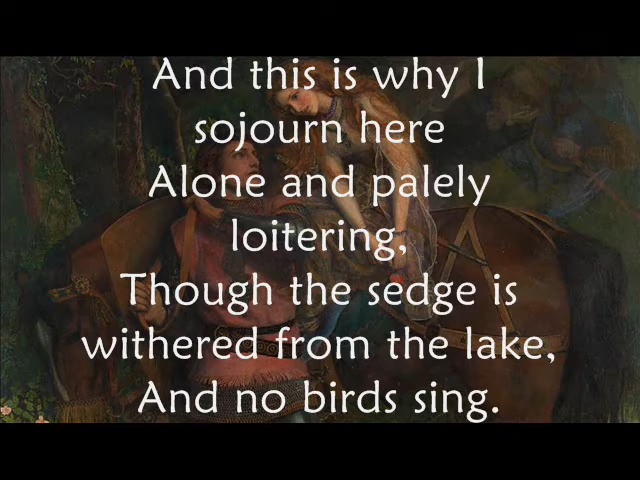 And this is why I
sojourn here
Alone and palely
loitering,
Though the sedge is
withered from the lake,
And no birds sing.